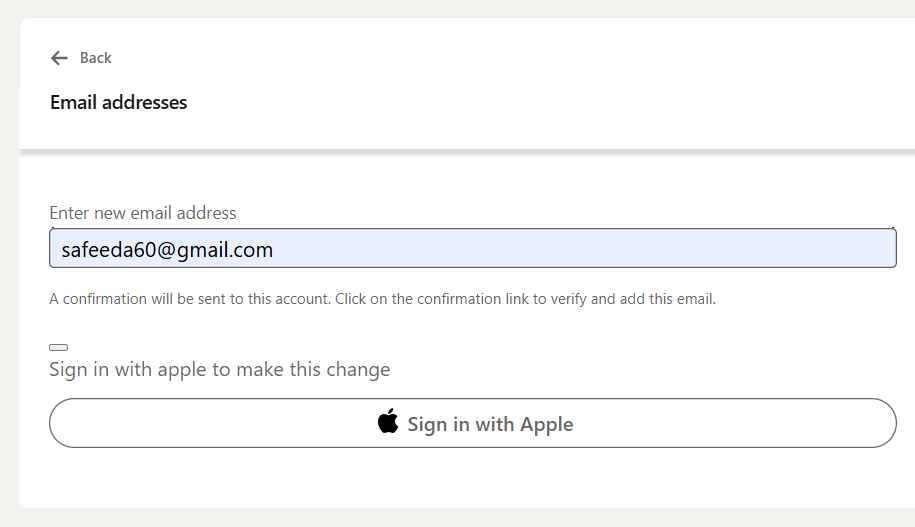 Back
Email addresses
Enter new email address
safeeda60@gmail.com
A confirmation will be sent to this account. Click on the confirmation link to verify and add this email.
Sign in with apple to make this change
Sign in with Apple